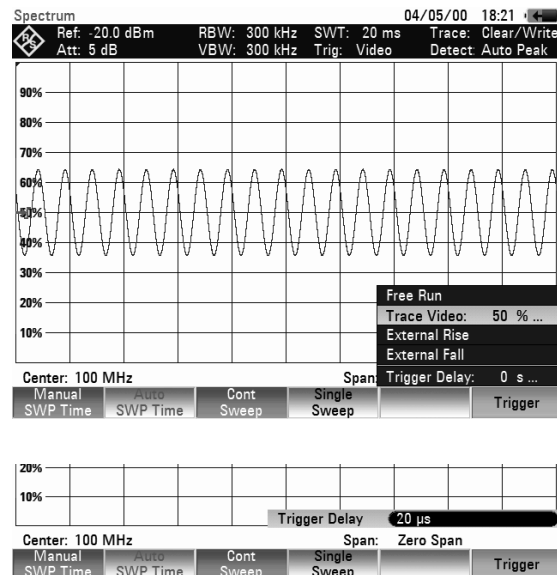 Spectrum 04/05/00 18:21
Ref: -20.0 dBm RBW: 300 kHz SWT: 20 ms Trace: Clear/Write
Att: 5 dB VBW: 300 kHz Trig: Video Detect: Auto Peak
90%
80%
70%
60%
50%
40%
30%
20%
10%
Free Run
Trace Video: 50 % ...
External Rise
External Fall
Trigger Delay: 0 s ...
Center: 100 MHz Span:
Manual SWP Time
Auto SWP Time
Cont Sweep
Single Sweep
Trigger
20%
10%
Trigger Delay 20 µs
Center: 100 MHz Span: Zero Span
Manual SWP Time
Auto SWP Time
Cont Sweep
Single Sweep
Trigger